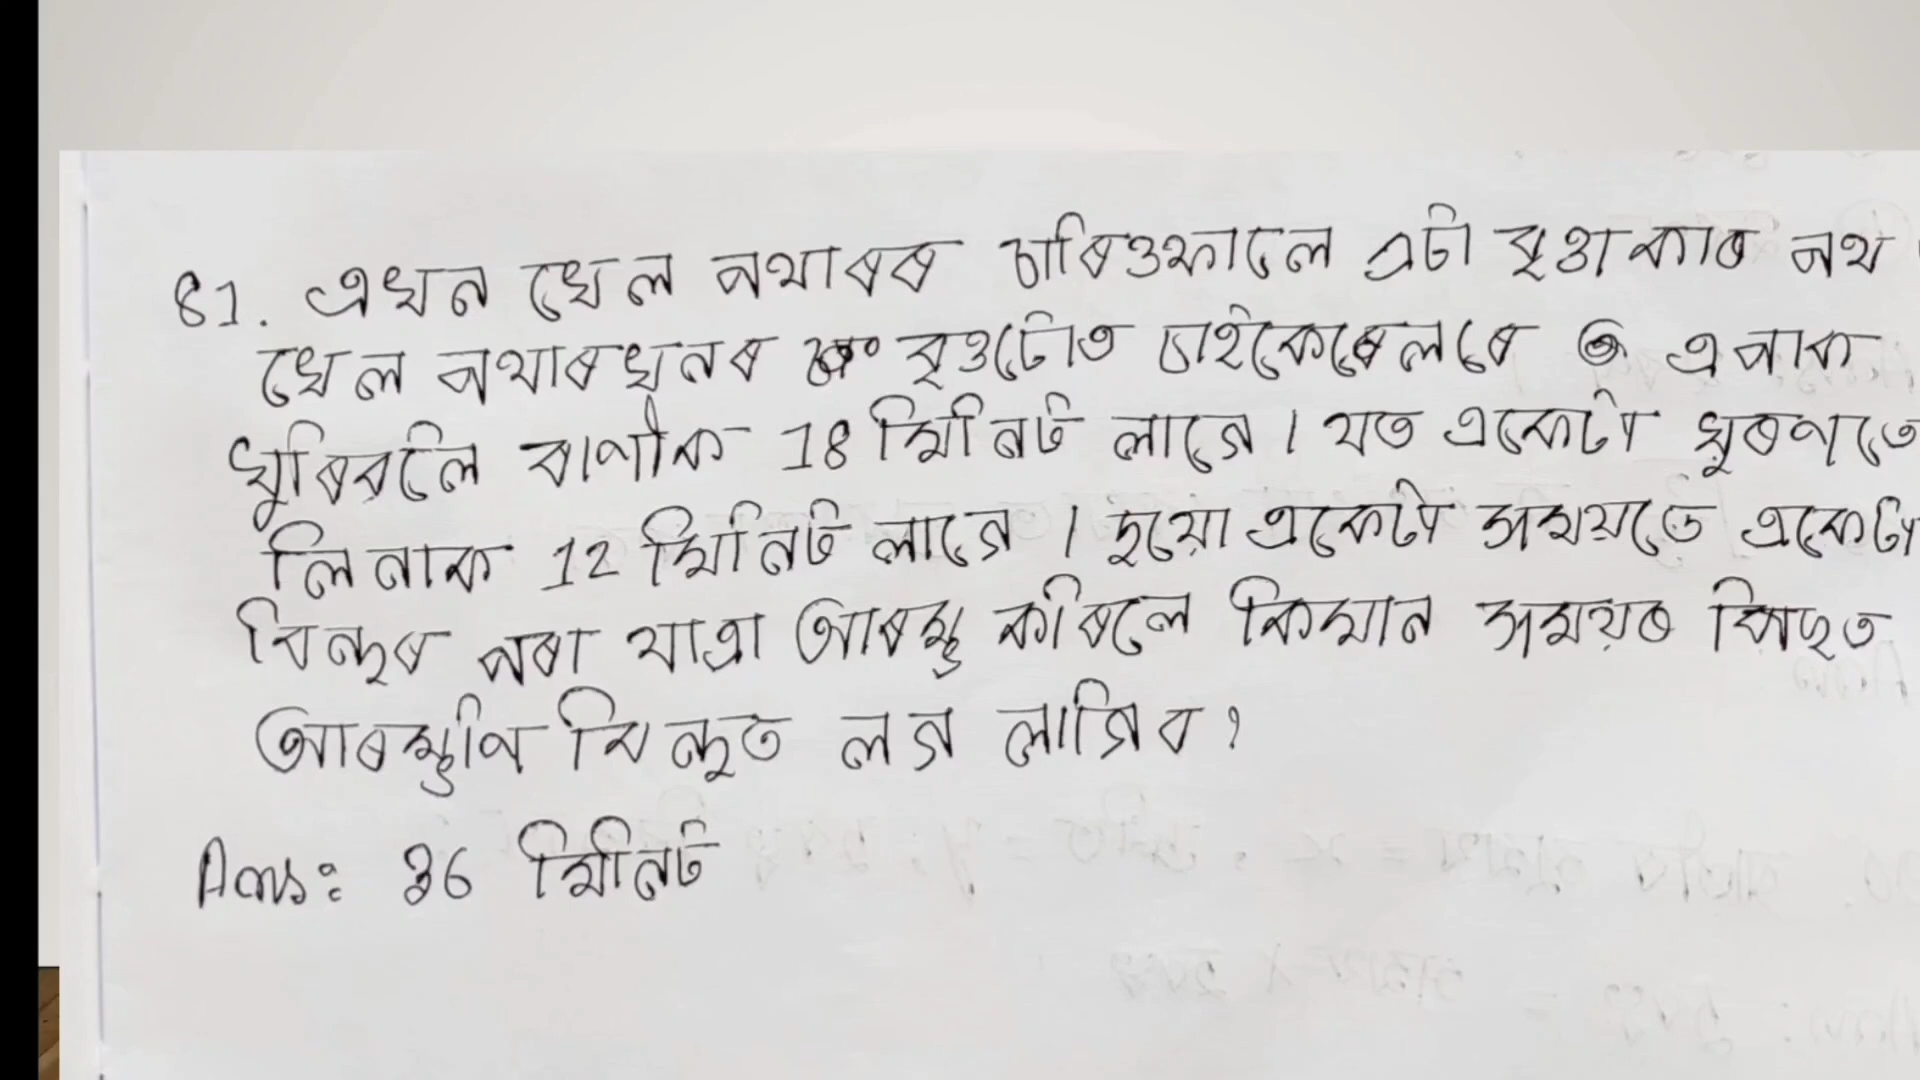 81. এখন খেল পথাৰৰ চাৰিওফালে এটা বৃত্তাকাৰ পথ
খেল পথাৰখনৰ বৃত্তটোত চাইকেলেৰে এপাক
ঘুৰিবলৈ ৰাণীক 18 মিনিট লাগে। যত একেটা ঘুৰণতে
লিনাক 12 মিনিট লাগে। দুয়ো একেটা সময়তে একেটা
বিন্দুৰ পৰা যাত্ৰা আৰম্ভ কৰিলে কিমান সময়ৰ পিছত
আৰম্ভণি বিন্দুত লগ লাগিব?
Ans: 36 মিনিট